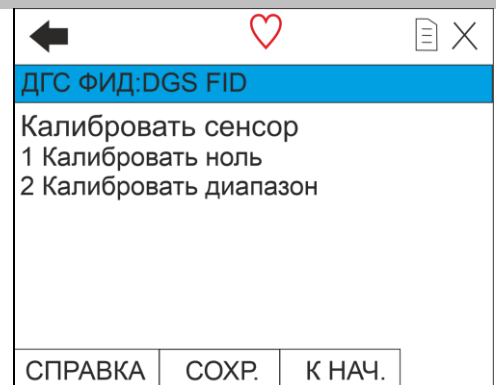 ДГС ФИД:DGS FID
Калибровать сенсор
1 Калибровать ноль
2 Калибровать диапазон
СПРАВКА СОХР. К НАЧ.